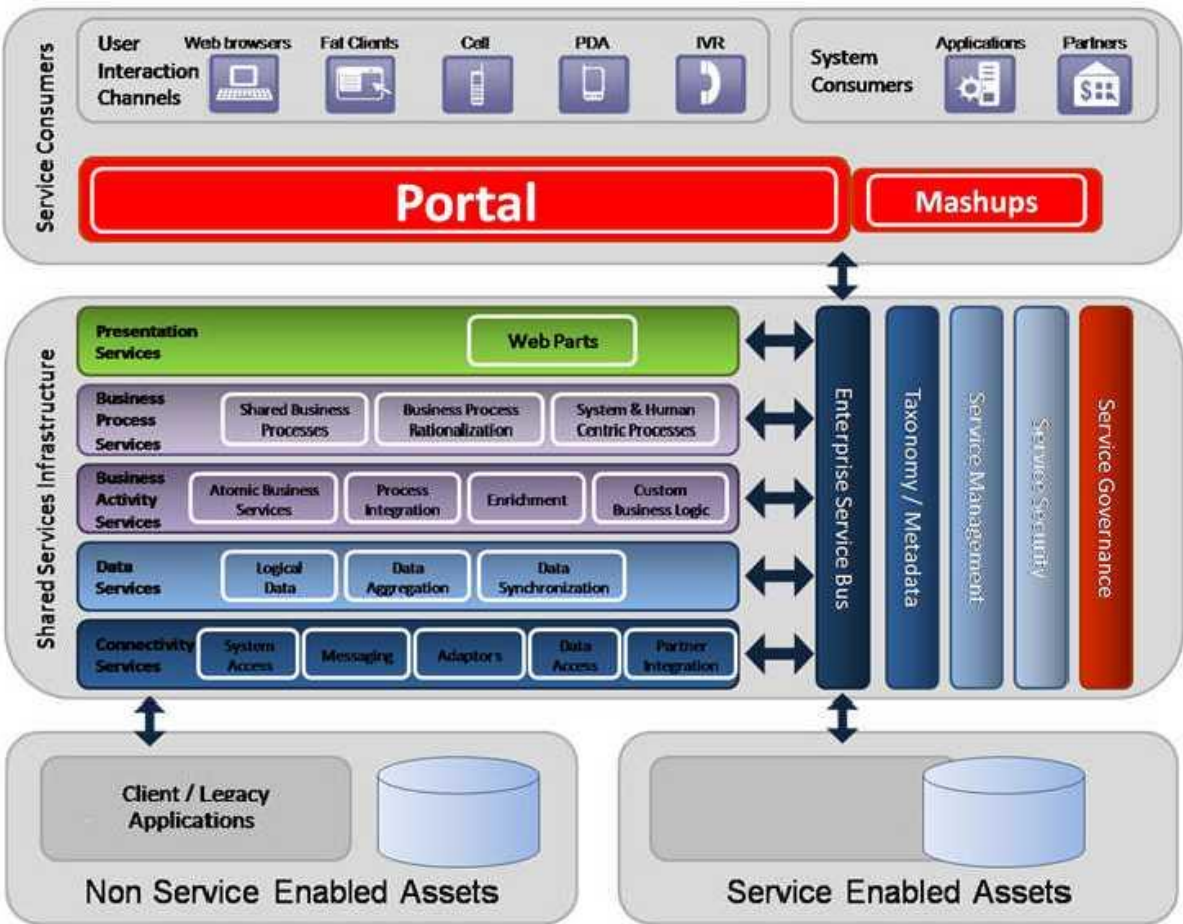 Service Consumers
User
Interaction
Channels
Web browsers
Fat Clients
Cell
PDA
IVR
System
Consumers
Applications
Partners
$
Portal
Mashups
Shared Services Infrastructure
Presentation
Services
Web Parts
Business
Process
Services
Shared Business
Processes
Business Process
Rationalization
System & Human
Centric Processes
Business
Activity
Services
Atomic Business
Services
Process
Integration
Enrichment
Custom
Business Logic
Data
Services
Logical
Data
Data
Aggregation
Data
Synchronization
Connectivity
Services
System
Access
Messaging
Adaptors
Data
Access
Partner
Integration
Enterprise Service Bus
Taxonomy / Metadata
Service Management
Service Security
Service Governance
Client / Legacy
Applications
Non Service Enabled Assets
Service Enabled Assets